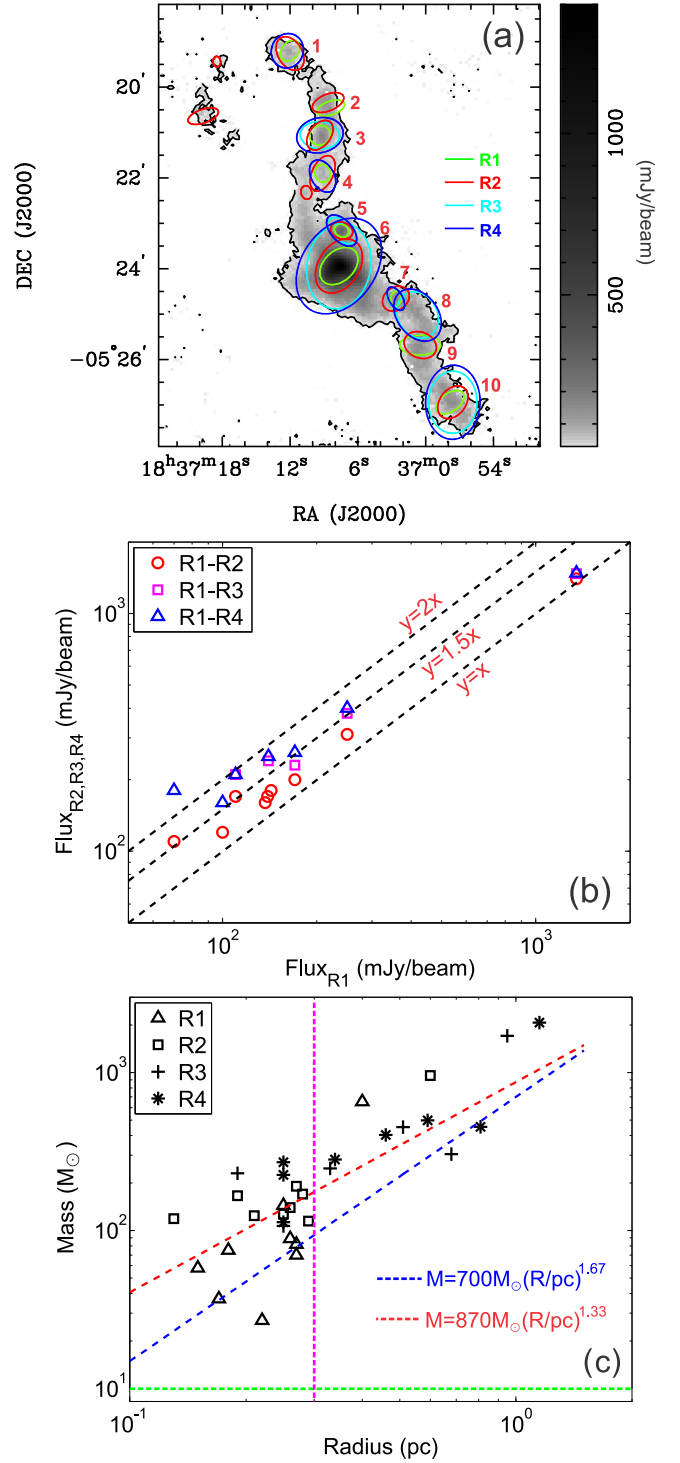 (a)
1
2
3
4
5
6
7
8
9
10
R1
R2
R3
R4
20'
22'
24'
−05°26'
DEC (J2000)
18ʰ37ᵐ18ˢ 12ˢ 6ˢ 37ᵐ0ˢ 54ˢ
RA (J2000)
1000
500
(mJy/beam)
R1−R2
R1−R3
R1−R4
y=2x
y=1.5x
y=x
10³
10²
Flux_R2,R3,R4 (mJy/beam)
(b)
10² 10³
Flux_R1 (mJy/beam)
R1
R2
R3
R4
10³
10²
10¹
Mass (M⊙)
M=700M⊙(R/pc)^1.67
M=870M⊙(R/pc)^1.33
(c)
10⁻¹ 10⁰
Radius (pc)